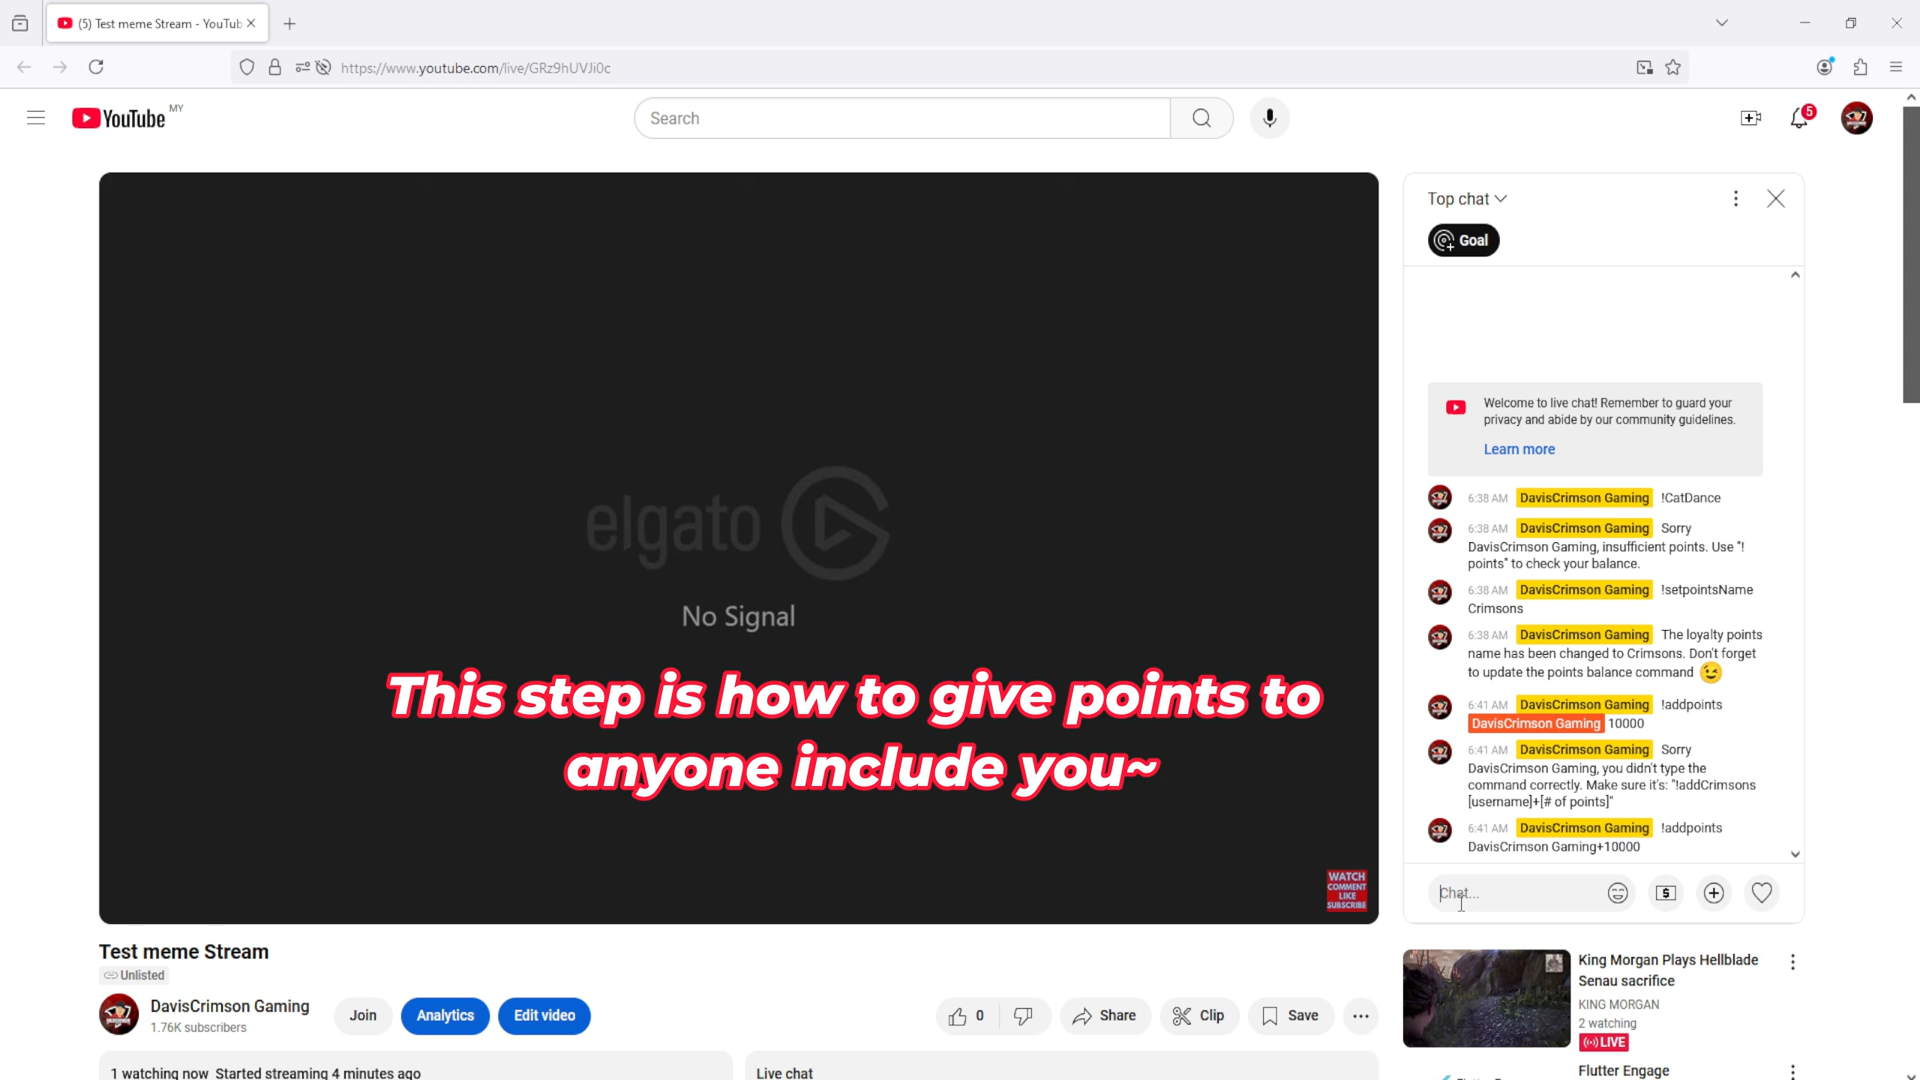 (5) Test meme Stream - YouTub
https://www.youtube.com/live/GRz9hUVJi0c
YouTube MY
Search
5
elgato
No Signal
This step is how to give points to
anyone include you~
WATCH
COMMENT
LIKE
SUBSCRIBE
Top chat
Goal
Welcome to live chat! Remember to guard your
privacy and abide by our community guidelines.
Learn more
6:38 AM DavisCrimson Gaming !CatDance
6:38 AM DavisCrimson Gaming Sorry
DavisCrimson Gaming, insufficient points. Use "!
points" to check your balance.
6:38 AM DavisCrimson Gaming !setpointsName
Crimsons
6:38 AM DavisCrimson Gaming The loyalty points
name has been changed to Crimsons. Don't forget
to update the points balance command 😉
6:41 AM DavisCrimson Gaming !addpoints
DavisCrimson Gaming 10000
6:41 AM DavisCrimson Gaming Sorry
DavisCrimson Gaming, you didn't type the
command correctly. Make sure it's: "!addCrimsons
[username]+[# of points]"
6:41 AM DavisCrimson Gaming !addpoints
DavisCrimson Gaming+10000
Chat...
Test meme Stream
Unlisted
DavisCrimson Gaming
1.76K subscribers
Join
Analytics
Edit video
0
Share
Clip
Save
1 watching now Started streaming 4 minutes ago
Live chat
King Morgan Plays Hellblade
Senau sacrifice
KING MORGAN
2 watching
LIVE
Flutter Engage